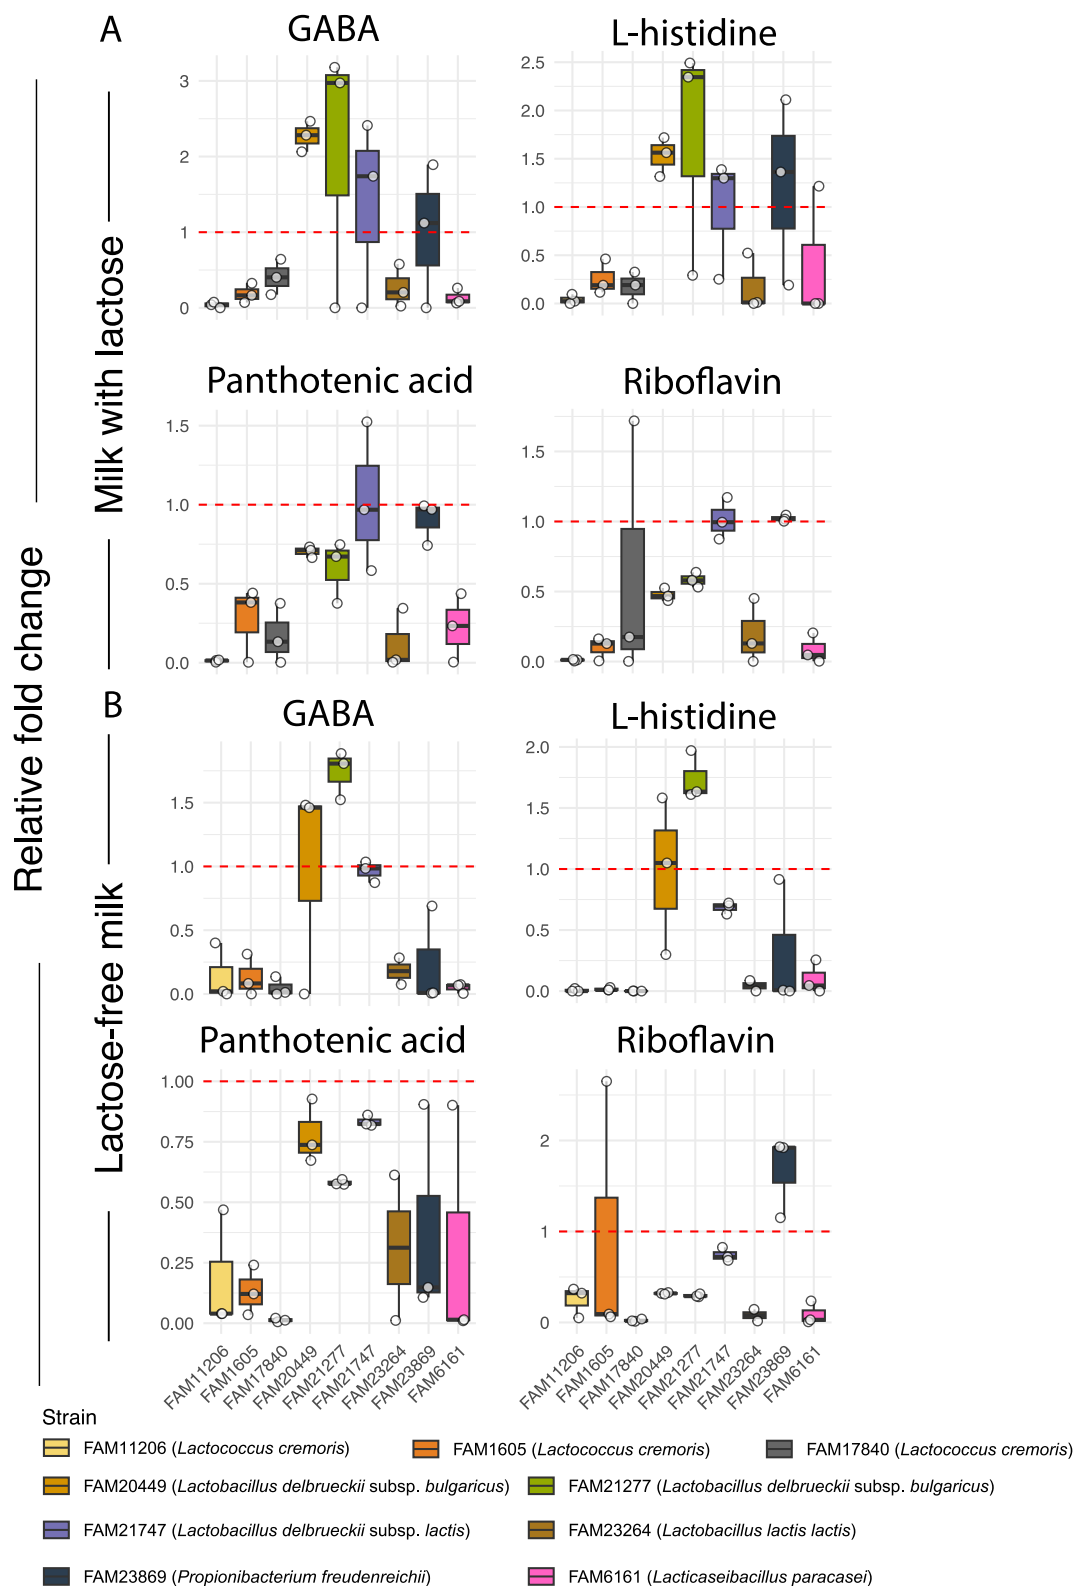 A
GABA
L-histidine
3
2
1
0
2.5
2.0
1.5
1.0
0.5
0.0
Panthotenic acid
Riboflavin
1.5
1.0
0.5
0.0
1.5
1.0
0.5
0.0
Milk with lactose
Relative fold change
B
GABA
L-histidine
1.5
1.0
0.5
0.0
2.0
1.5
1.0
0.5
0.0
Panthotenic acid
Riboflavin
1.00
0.75
0.50
0.25
0.00
2
1
0
Lactose-free milk
FAM11206
FAM1605
FAM17840
FAM20449
FAM21277
FAM21747
FAM23264
FAM23869
FAM6161
FAM11206
FAM1605
FAM17840
FAM20449
FAM21277
FAM21747
FAM23264
FAM23869
FAM6161
Strain
FAM11206 (Lactococcus cremoris)
FAM1605 (Lactococcus cremoris)
FAM17840 (Lactococcus cremoris)
FAM20449 (Lactobacillus delbrueckii subsp. bulgaricus)
FAM21277 (Lactobacillus delbrueckii subsp. bulgaricus)
FAM21747 (Lactobacillus delbrueckii subsp. lactis)
FAM23264 (Lactobacillus lactis lactis)
FAM23869 (Propionibacterium freudenreichii)
FAM6161 (Lacticaseibacillus paracasei)